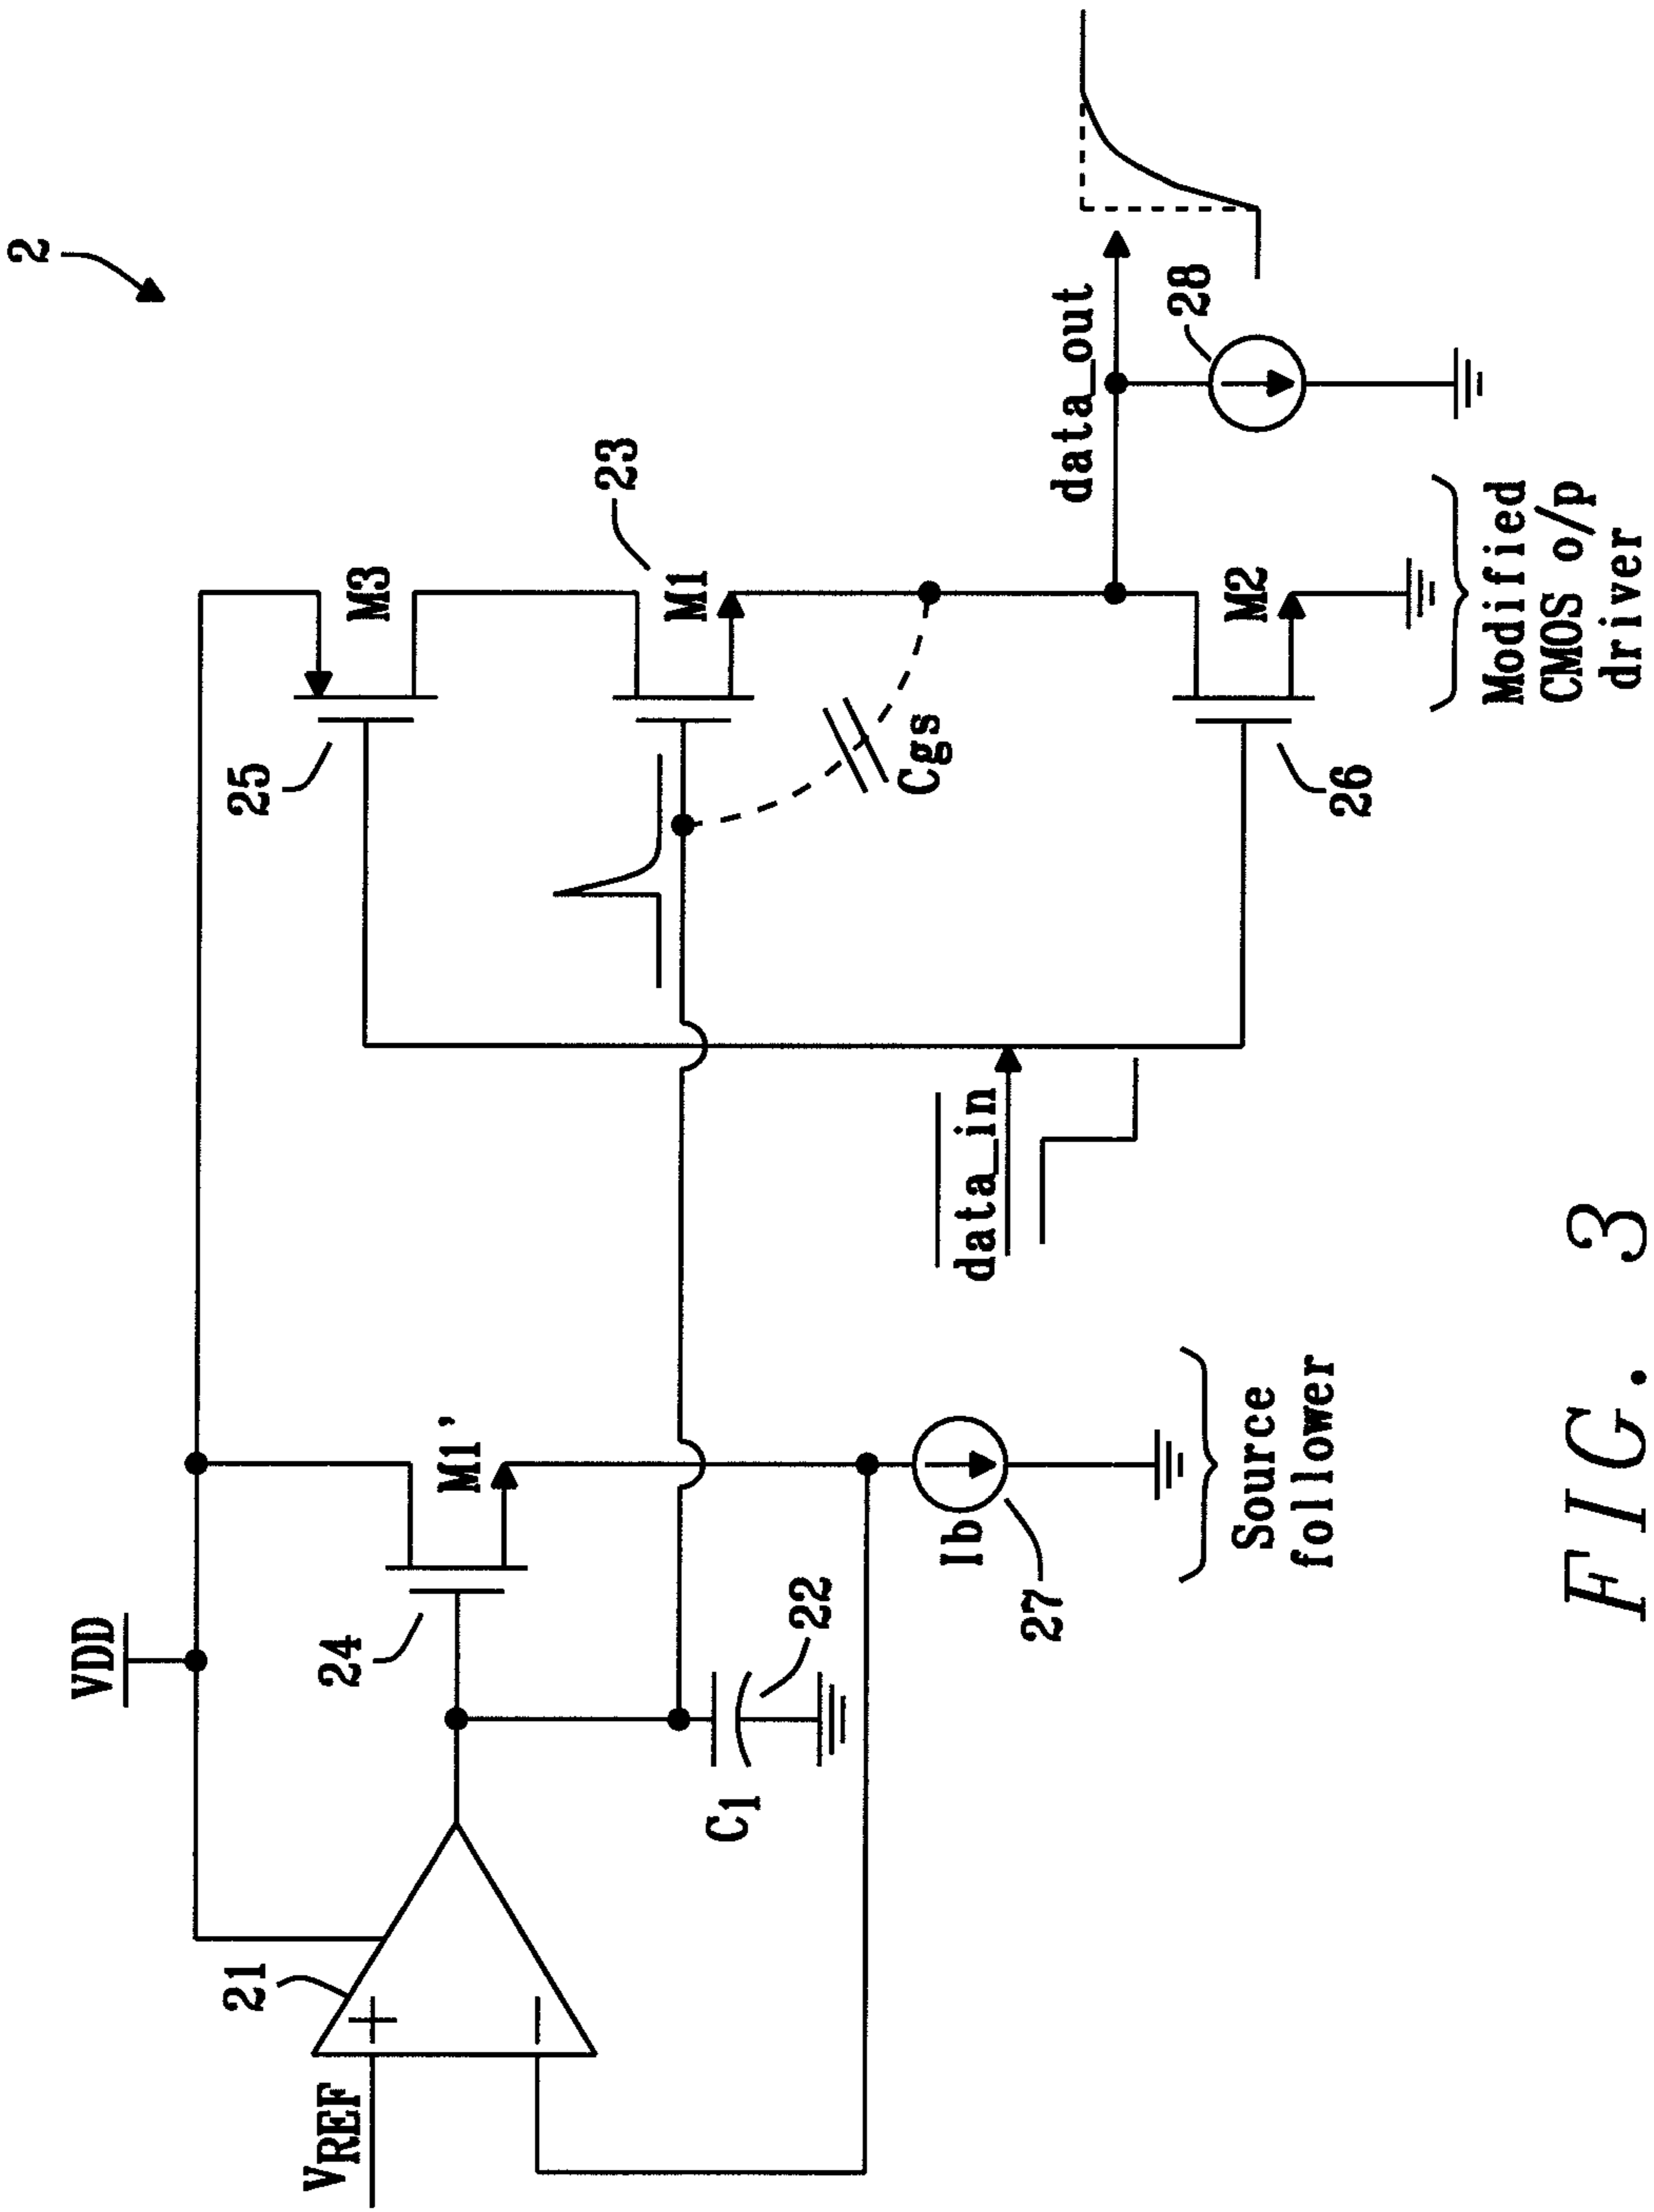 2
VDD
VREF
+
−
21
24
M1'
C1
22
Ib
27
Source
follower
data_in
25
M3
23
M1
Cgs
26
M2
data_out
28
Modified
CMOS o/p
driver
FIG. 3